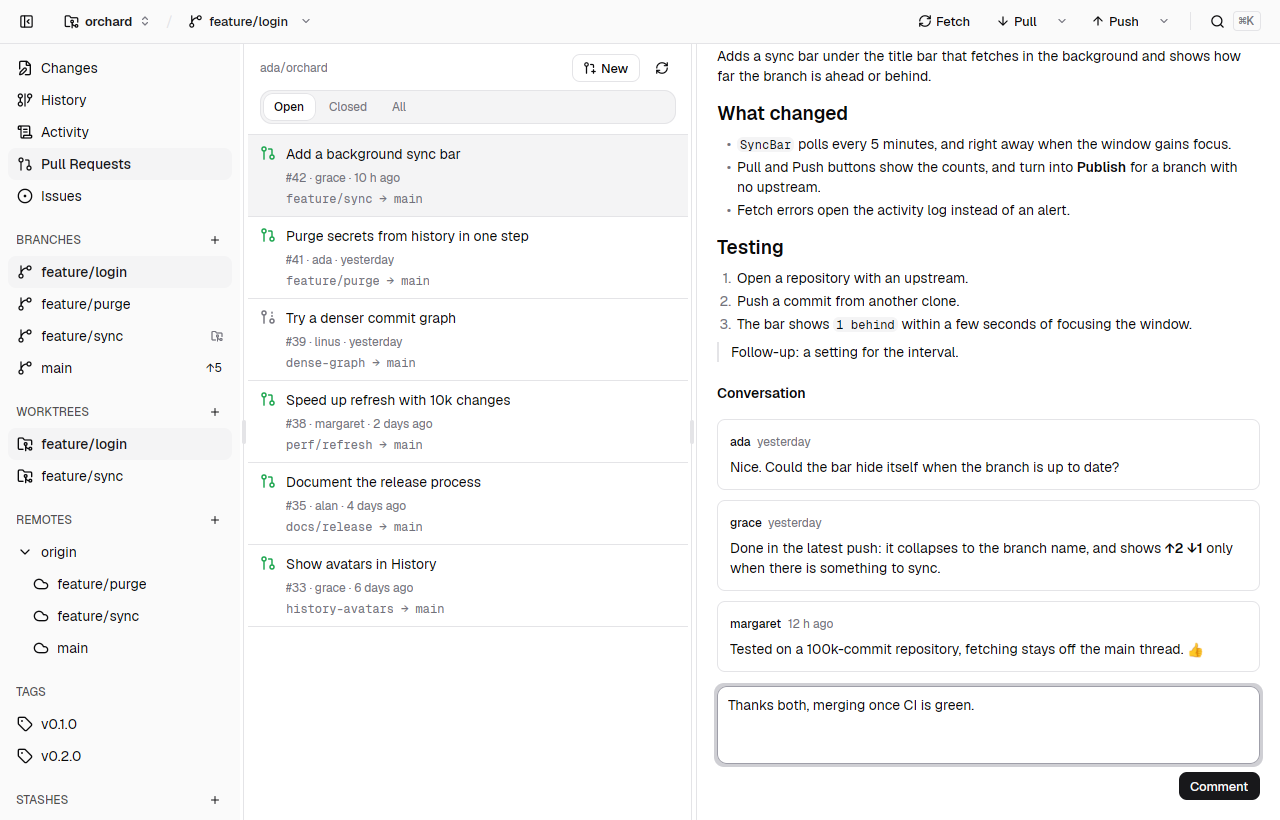 orchard / feature/login Fetch Pull Push ⌘K
Changes
History
Activity
Pull Requests
Issues
BRANCHES
feature/login
feature/purge
feature/sync
main ↑5
WORKTREES
feature/login
feature/sync
REMOTES
origin
feature/purge
feature/sync
main
TAGS
v0.1.0
v0.2.0
STASHES
ada/orchard New
Open Closed All
Add a background sync bar
#42 · grace · 10 h ago
feature/sync → main
Purge secrets from history in one step
#41 · ada · yesterday
feature/purge → main
Try a denser commit graph
#39 · linus · yesterday
dense-graph → main
Speed up refresh with 10k changes
#38 · margaret · 2 days ago
perf/refresh → main
Document the release process
#35 · alan · 4 days ago
docs/release → main
Show avatars in History
#33 · grace · 6 days ago
history-avatars → main
Adds a sync bar under the title bar that fetches in the background and shows how
far the branch is ahead or behind.
What changed
• SyncBar polls every 5 minutes, and right away when the window gains focus.
• Pull and Push buttons show the counts, and turn into Publish for a branch with
no upstream.
• Fetch errors open the activity log instead of an alert.
Testing
1. Open a repository with an upstream.
2. Push a commit from another clone.
3. The bar shows 1 behind within a few seconds of focusing the window.
Follow-up: a setting for the interval.
Conversation
ada yesterday
Nice. Could the bar hide itself when the branch is up to date?
grace yesterday
Done in the latest push: it collapses to the branch name, and shows ↑2 ↓1 only
when there is something to sync.
margaret 12 h ago
Tested on a 100k-commit repository, fetching stays off the main thread. 👍
Thanks both, merging once CI is green.
Comment